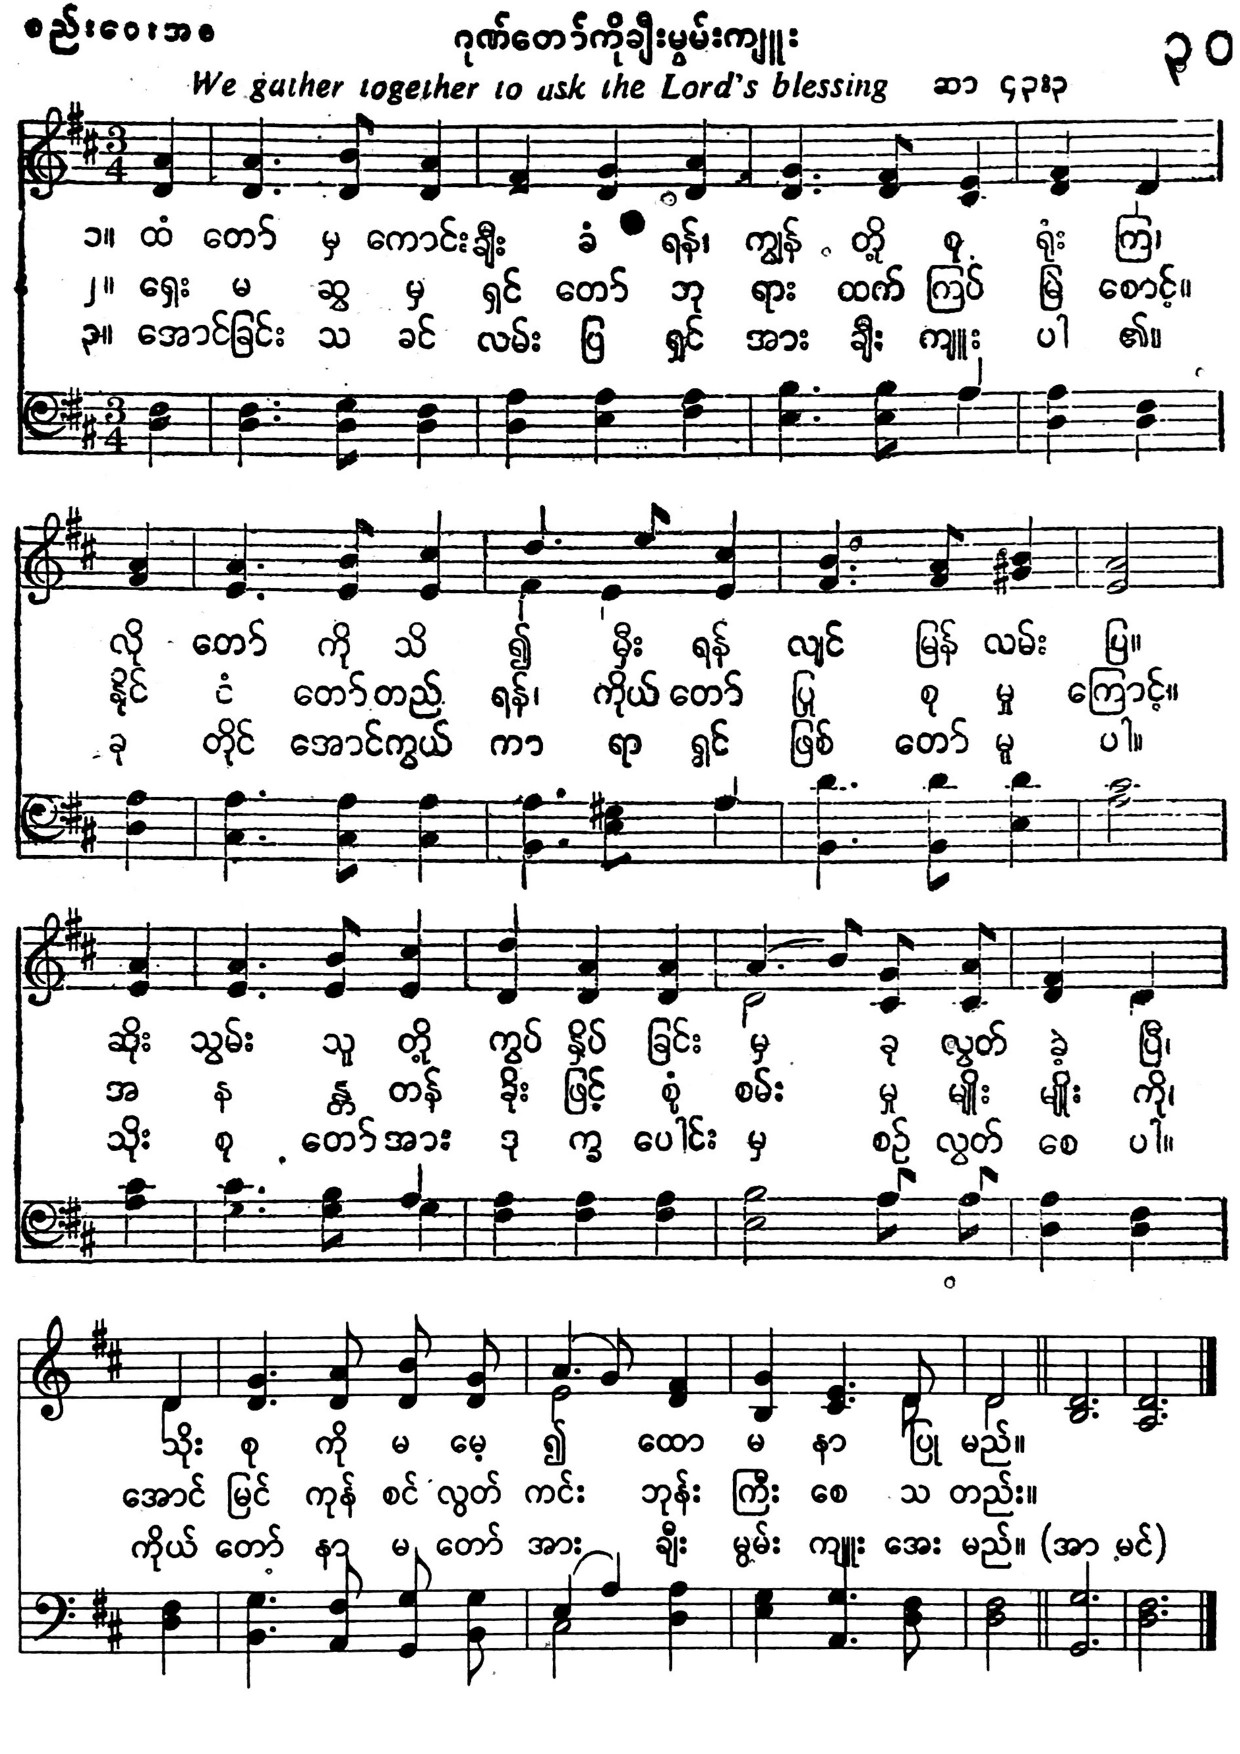 စည်းဝေးအစ
ဂုဏ်တော်ကိုချီးမွမ်းကျူး
၃၀
We gather together to ask the Lord's blessing ဆာ ၄၃း၃
၁။ ထံ တော် မှ ကောင်း ချီး ခံ ရန်၊ ကျွန် တို့ စု ရုံး ကြ၊
၂။ ရှေး မ ဆွ မှ ရှင် တော် ဘု ရား ထက် ကြပ် မြဲ စောင့်။
၃။ အောင် ခြင်း သ ခင် လမ်း ပြ ရှင် အား ချီး ကျူး ပါ ၏။
လို တော် ကို သိ ၍ မှီး ရန် လျင် မြန် လမ်း ပြ။
နိုင် ငံ တော် တည် ရန်၊ ကိုယ် တော် ပြု စု မှု ကြောင့်။
ခု တိုင် အောင် ကွယ် ကာ ရာ ရှင် ဖြစ် တော် မူ ပါ။
ဆိုး သွမ်း သူ တို့ ကွပ် နှိပ် ခြင်း မှ ခု လွတ် ခဲ့ ပြီ၊
အ န န္တ တန် ခိုး ဖြင့် စုံ စမ်း မှု မျိုး မျိုး ကို၊
သိုး စု တော် အား ဒု က္ခ ပေါင်း မှ စဉ် လွတ် စေ ပါ။
သိုး စု ကို မ မေ့ ၍ ထော မ နာ ပြု မည်။
အောင် မြင် ကုန် စင် လွတ် ကင်း ဘုန်း ကြီး စေ သ တည်း။
ကိုယ် တော့် နာ မ တော် အား ချီး မွမ်း ကျူး အေး မည်။ (အာ မင်)